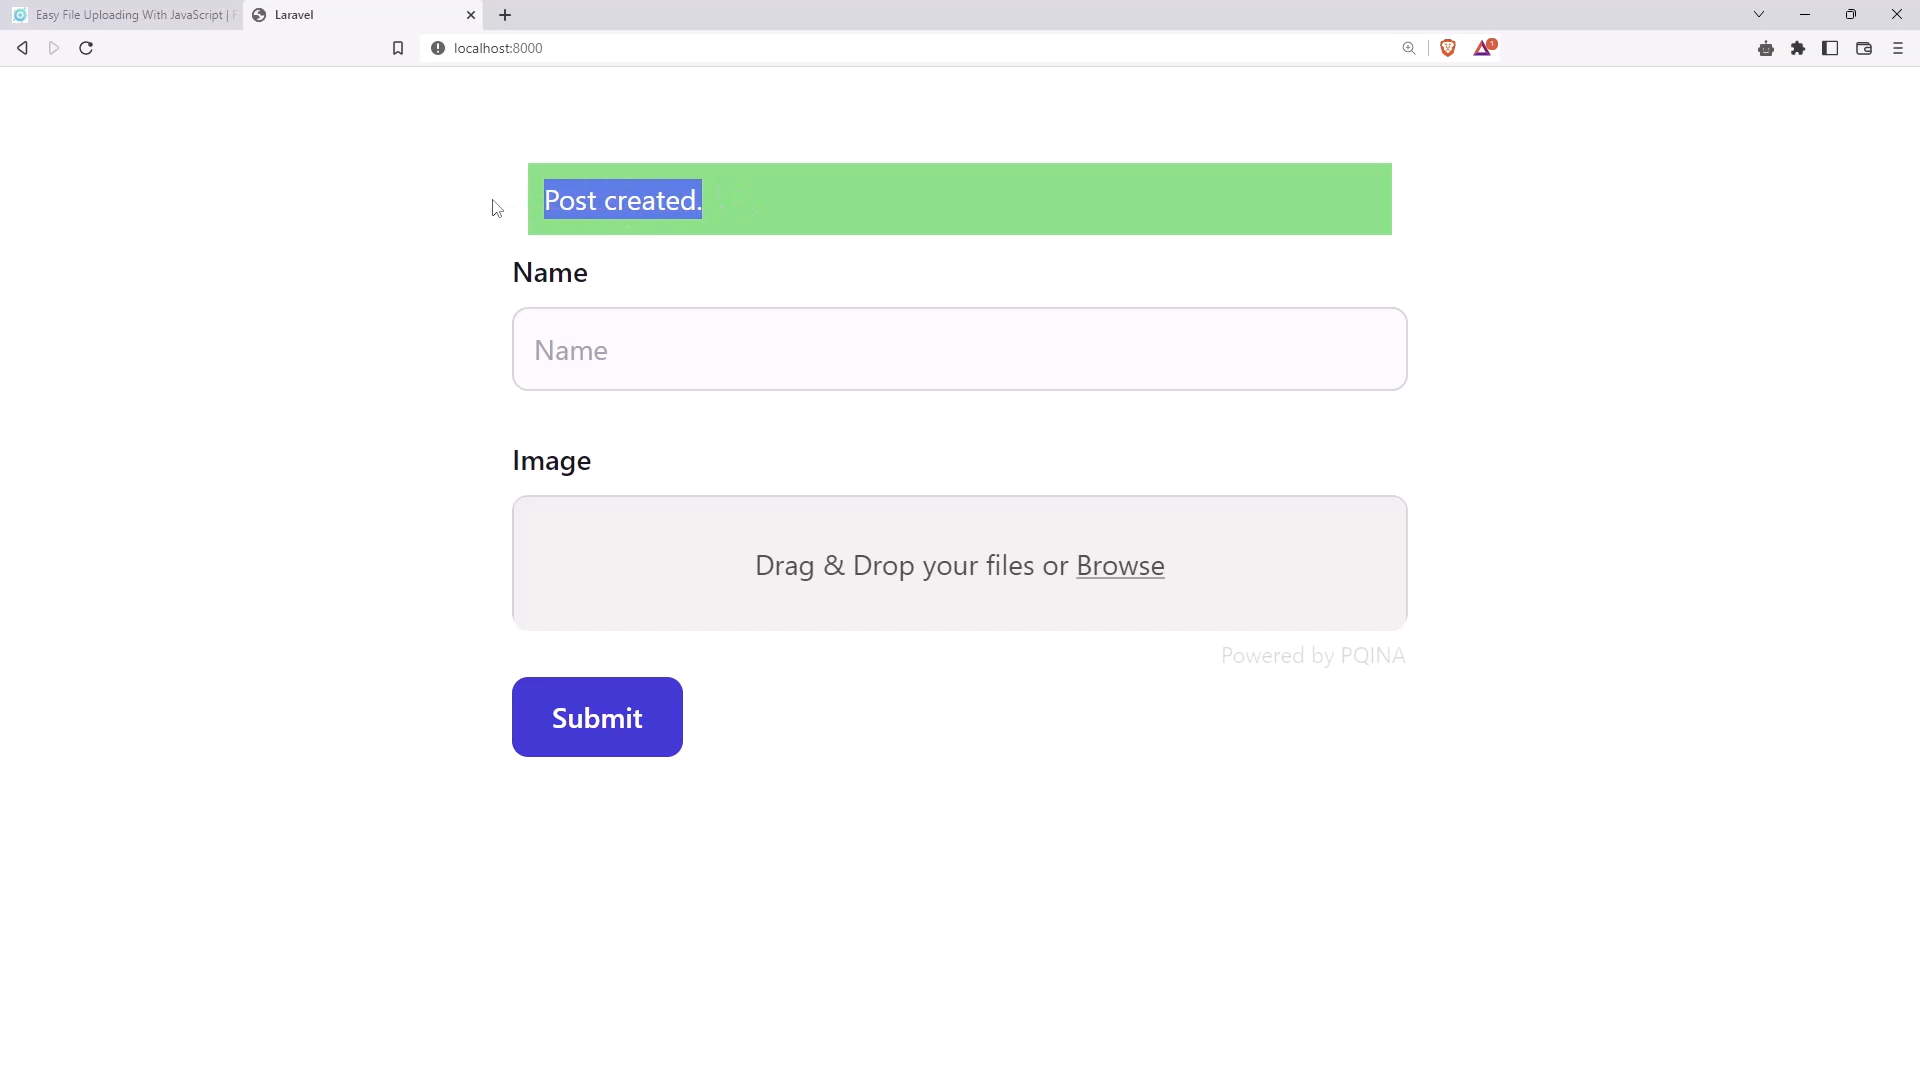 Easy File Uploading With JavaScript |
Laravel
localhost:8000
1
Post created.
Name
Name
Image
Drag & Drop your files or Browse
Powered by PQINA
Submit